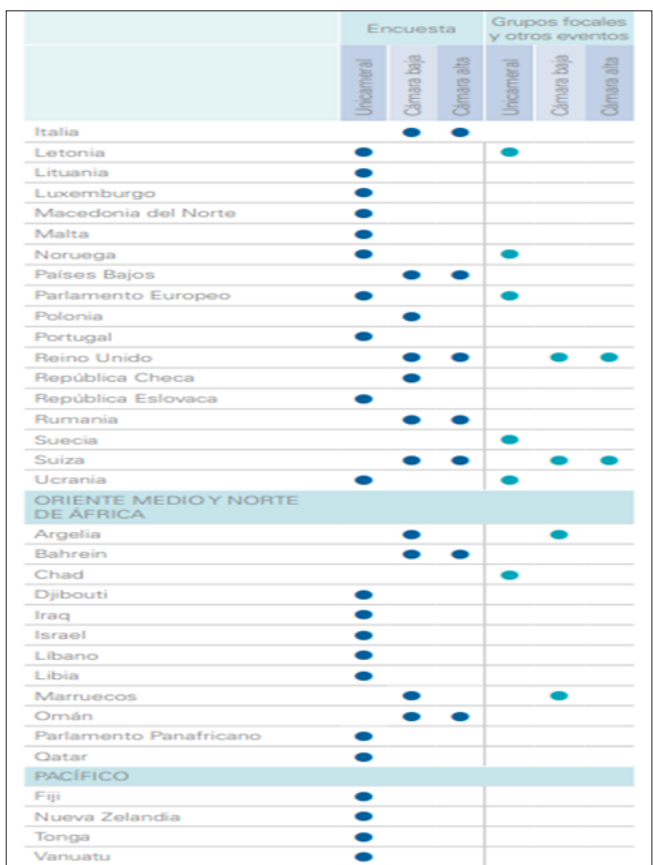 Encuesta
Grupos focales
y otros eventos
Unicameral
Cámara baja
Cámara alta
Unicameral
Cámara baja
Cámara alta
Italia
Letonia
Lituania
Luxemburgo
Macedonia del Norte
Malta
Noruega
Países Bajos
Parlamento Europeo
Polonia
Portugal
Reino Unido
República Checa
República Eslovaca
Rumania
Suecia
Suiza
Ucrania
ORIENTE MEDIO Y NORTE
DE ÁFRICA
Argelia
Bahrein
Chad
Djibouti
Iraq
Israel
Líbano
Libia
Marruecos
Omán
Parlamento Panafricano
Qatar
PACÍFICO
Fiji
Nueva Zelandia
Tonga
Vanuatu